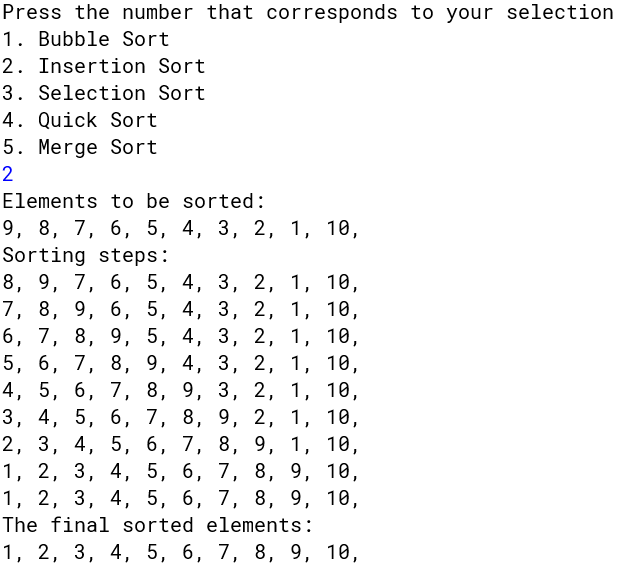 Press the number that corresponds to your selection
1. Bubble Sort
2. Insertion Sort
3. Selection Sort
4. Quick Sort
5. Merge Sort
2
Elements to be sorted:
9, 8, 7, 6, 5, 4, 3, 2, 1, 10,
Sorting steps:
8, 9, 7, 6, 5, 4, 3, 2, 1, 10,
7, 8, 9, 6, 5, 4, 3, 2, 1, 10,
6, 7, 8, 9, 5, 4, 3, 2, 1, 10,
5, 6, 7, 8, 9, 4, 3, 2, 1, 10,
4, 5, 6, 7, 8, 9, 3, 2, 1, 10,
3, 4, 5, 6, 7, 8, 9, 2, 1, 10,
2, 3, 4, 5, 6, 7, 8, 9, 1, 10,
1, 2, 3, 4, 5, 6, 7, 8, 9, 10,
1, 2, 3, 4, 5, 6, 7, 8, 9, 10,
The final sorted elements:
1, 2, 3, 4, 5, 6, 7, 8, 9, 10,